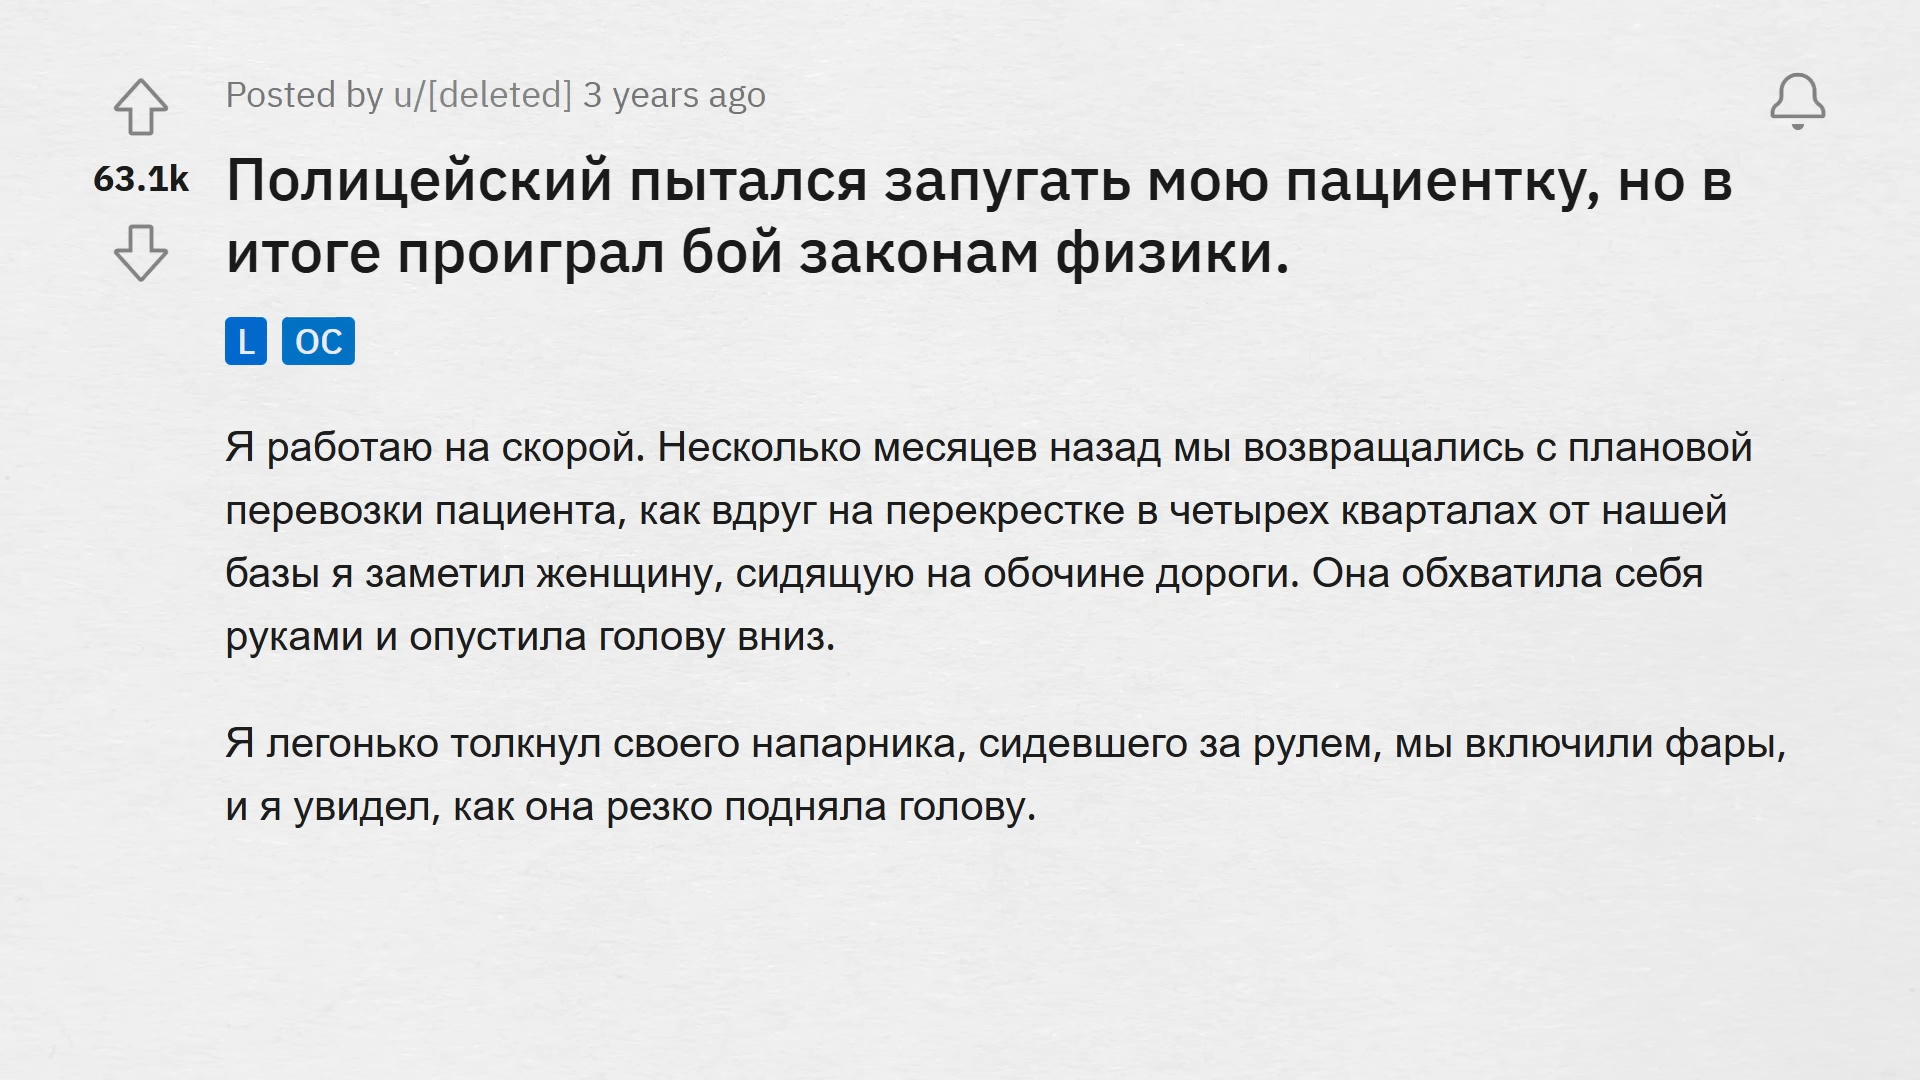 Posted by u/[deleted] 3 years ago
63.1k
Полицейский пытался запугать мою пациентку, но в
итоге проиграл бой законам физики.
L OC
Я работаю на скорой. Несколько месяцев назад мы возвращались с плановой
перевозки пациента, как вдруг на перекрестке в четырех кварталах от нашей
базы я заметил женщину, сидящую на обочине дороги. Она обхватила себя
руками и опустила голову вниз.
Я легонько толкнул своего напарника, сидевшего за рулем, мы включили фары,
и я увидел, как она резко подняла голову.